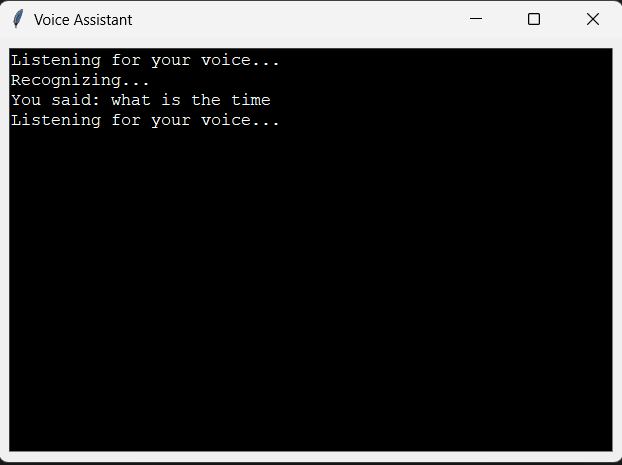 Voice Assistant
Listening for your voice...
Recognizing...
You said: what is the time
Listening for your voice...